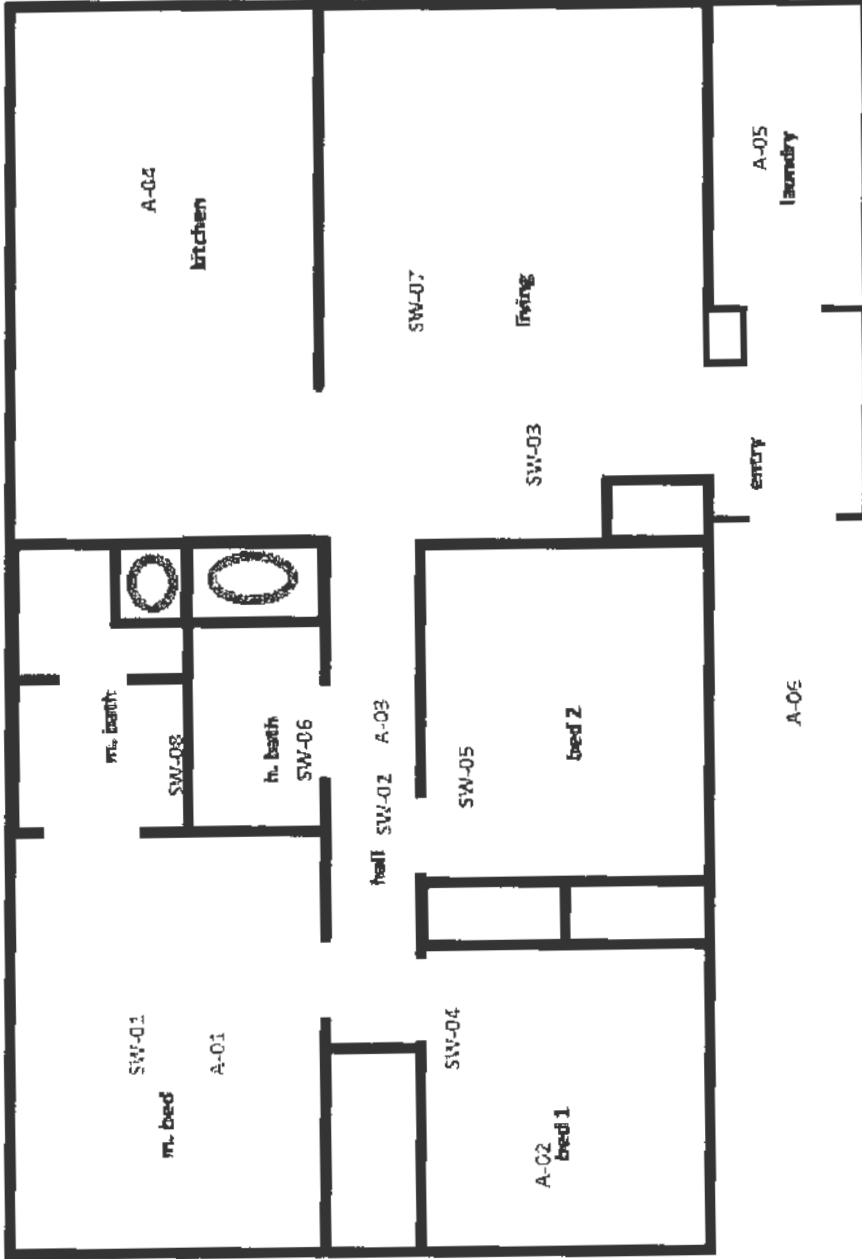 m. bath
SW-01
A-04
m. bed
SW-08
kitchen
A-01
h. bath
SW-06
hall SW-02 A-03
SW-07
SW-04
SW-05
living
SW-03
A-02
bed 1
bed 2
entry
A-05
laundry
A-06